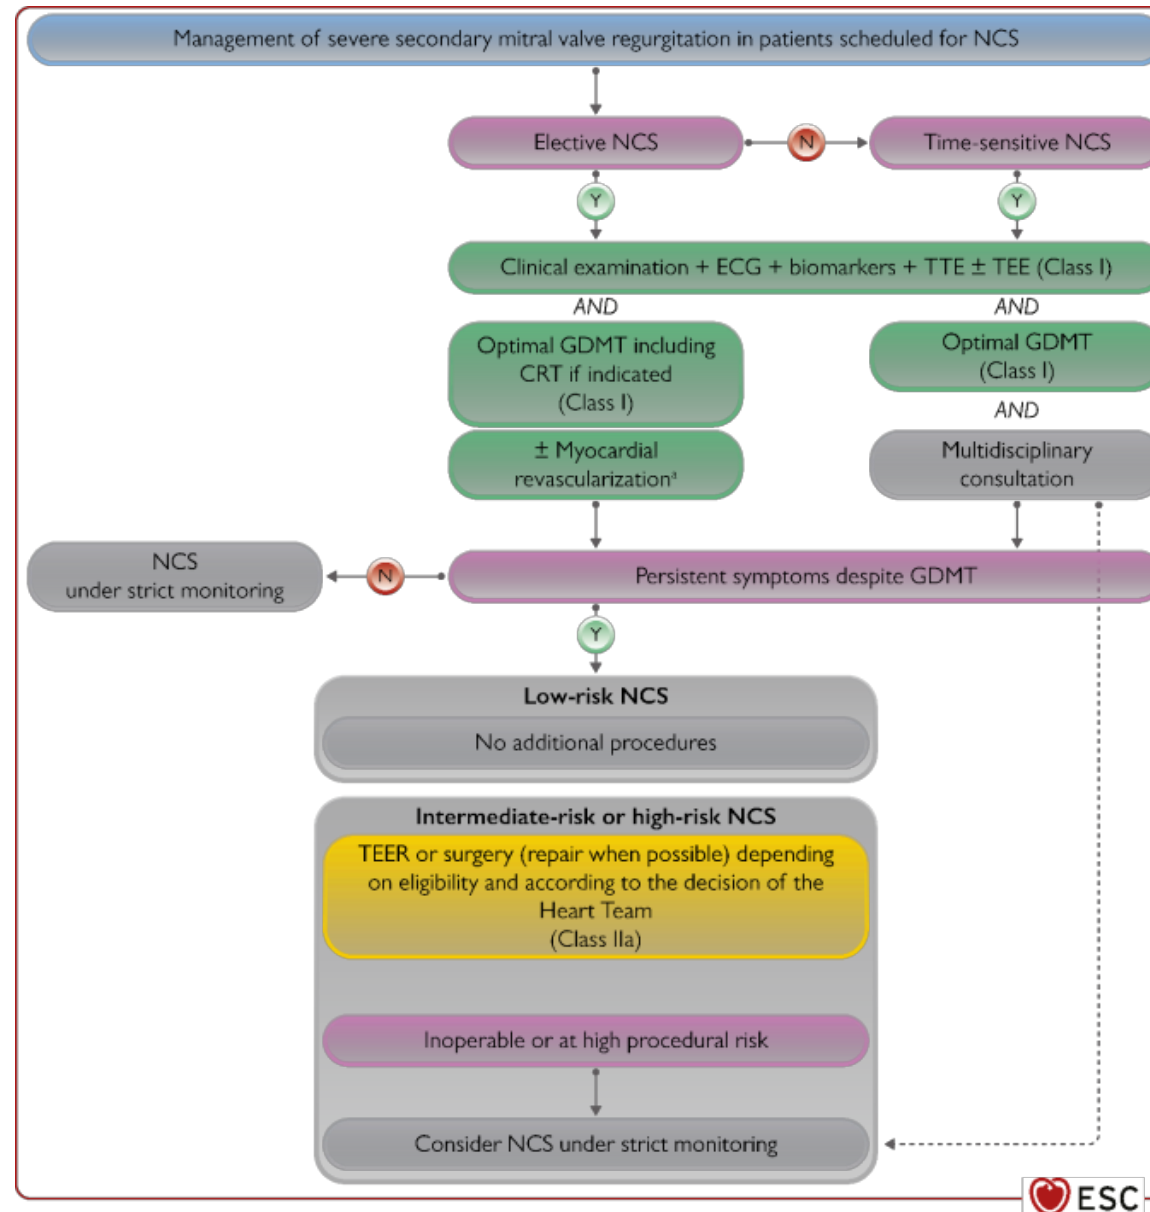 Management of severe secondary mitral valve regurgitation in patients scheduled for NCS
Elective NCS
N
Time-sensitive NCS
Y
Y
Clinical examination + ECG + biomarkers + TTE ± TEE (Class I)
AND
AND
Optimal GDMT including
CRT if indicated
(Class I)
Optimal GDMT
(Class I)
AND
± Myocardial
revascularizationᵃ
Multidisciplinary
consultation
NCS
under strict monitoring
N
Persistent symptoms despite GDMT
Y
Low-risk NCS
No additional procedures
Intermediate-risk or high-risk NCS
TEER or surgery (repair when possible) depending
on eligibility and according to the decision of the
Heart Team
(Class IIa)
Inoperable or at high procedural risk
Consider NCS under strict monitoring
ESC